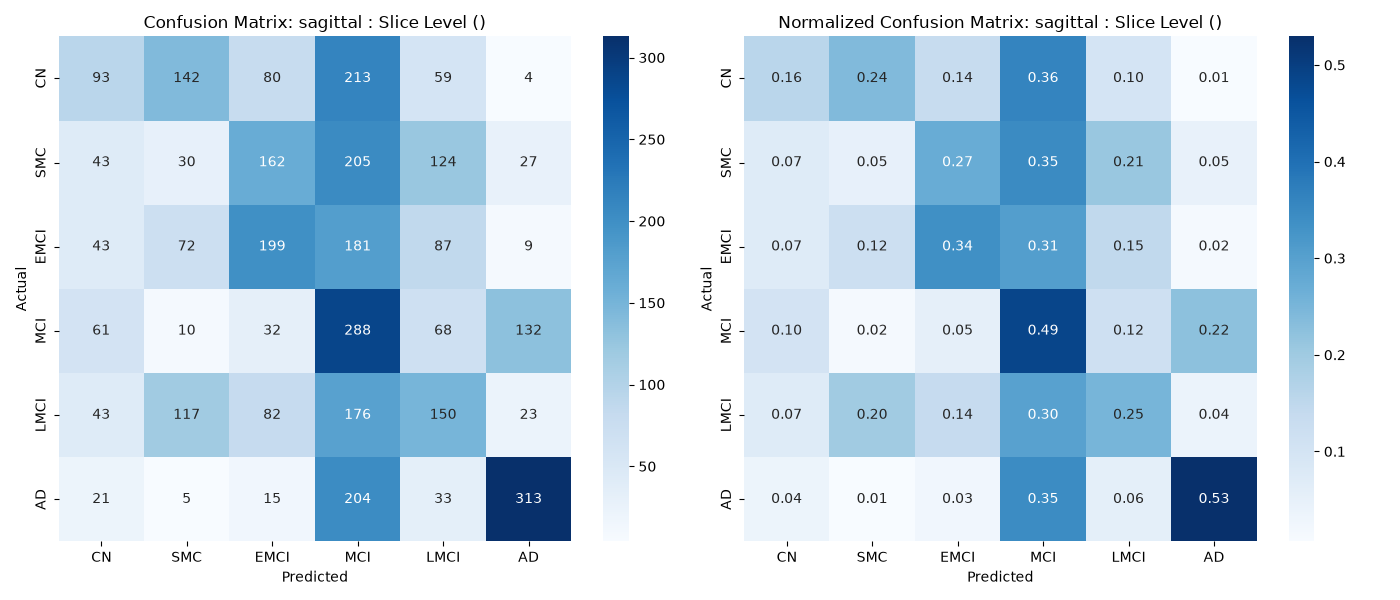 Confusion Matrix: sagittal : Slice Level ()
Actual
CN 93 142 80 213 59 4
SMC 43 30 162 205 124 27
EMCI 43 72 199 181 87 9
MCI 61 10 32 288 68 132
LMCI 43 117 82 176 150 23
AD 21 5 15 204 33 313
CN SMC EMCI MCI LMCI AD
Predicted
300
250
200
150
100
50
Normalized Confusion Matrix: sagittal : Slice Level ()
Actual
CN 0.16 0.24 0.14 0.36 0.10 0.01
SMC 0.07 0.05 0.27 0.35 0.21 0.05
EMCI 0.07 0.12 0.34 0.31 0.15 0.02
MCI 0.10 0.02 0.05 0.49 0.12 0.22
LMCI 0.07 0.20 0.14 0.30 0.25 0.04
AD 0.04 0.01 0.03 0.35 0.06 0.53
CN SMC EMCI MCI LMCI AD
Predicted
0.5
0.4
0.3
0.2
0.1